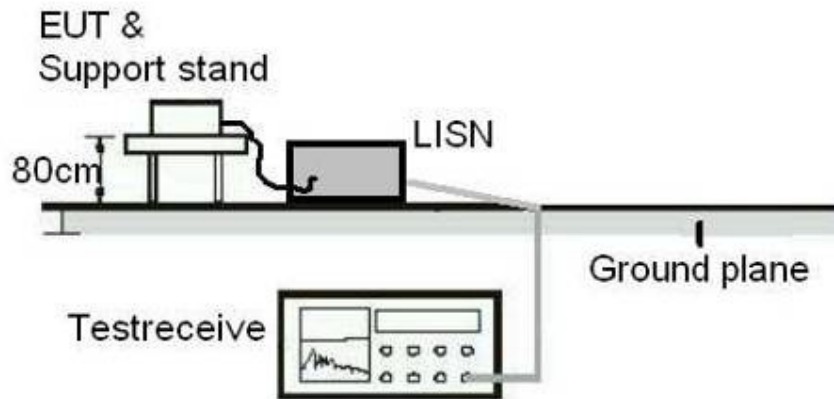 EUT &
Support stand
LISN
80cm
Ground plane
Testreceive